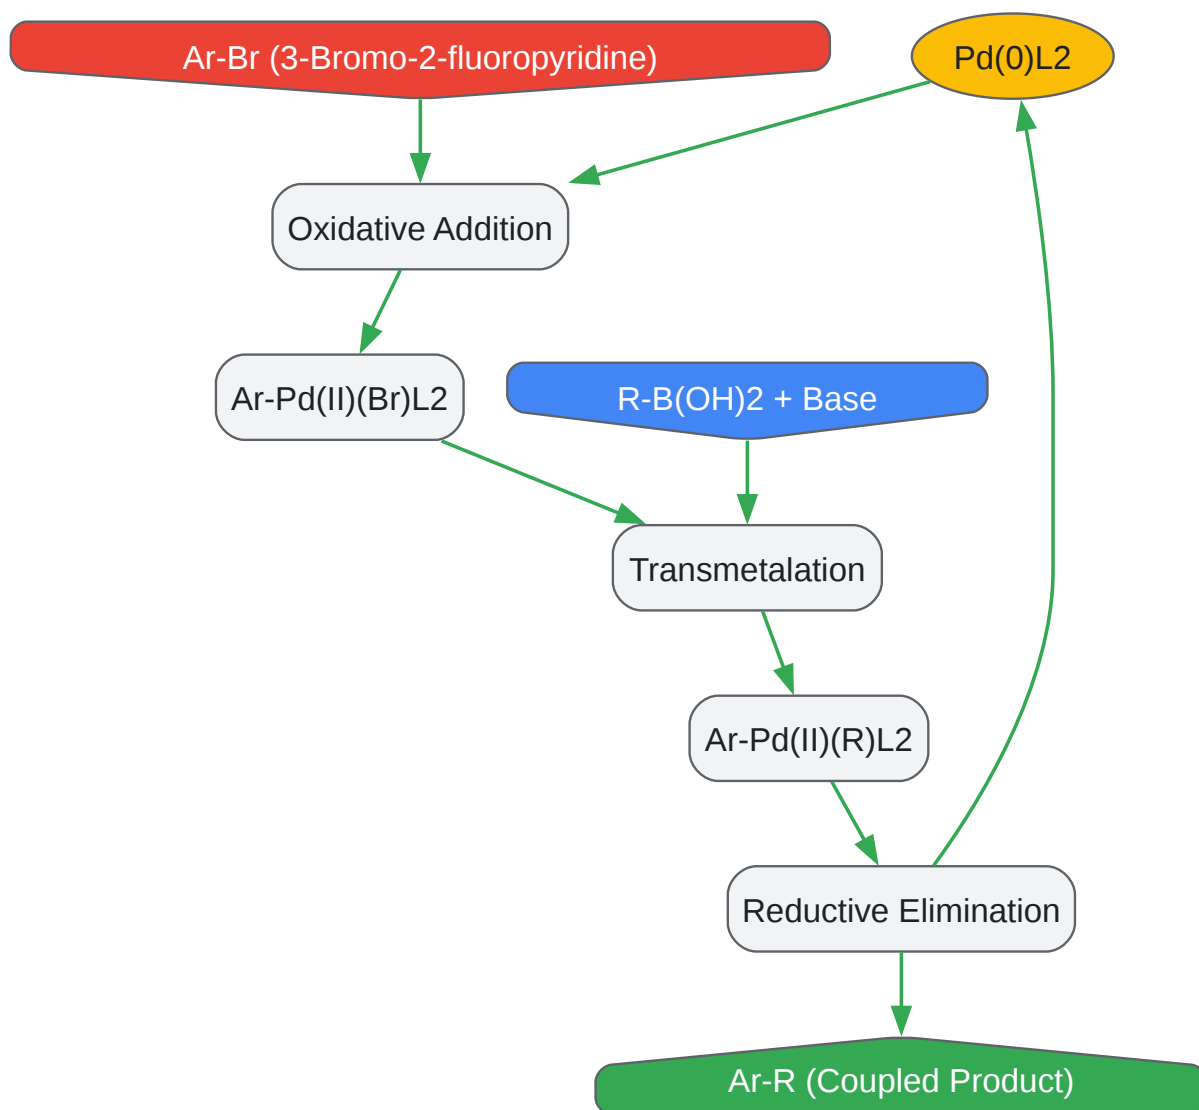 Ar-Br (3-Bromo-2-fluoropyridine)
Pd(0)L2
Oxidative Addition
Ar-Pd(II)(Br)L2
R-B(OH)2 + Base
Transmetalation
Ar-Pd(II)(R)L2
Reductive Elimination
Ar-R (Coupled Product)